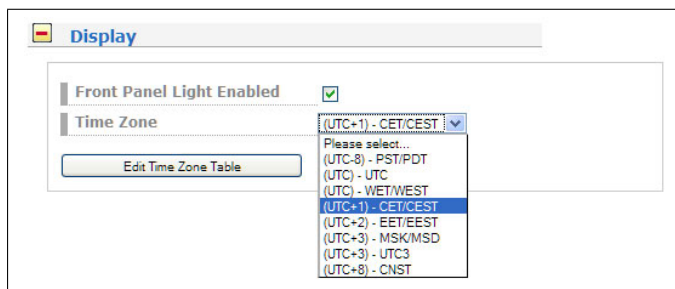 Display
Front Panel Light Enabled
Time Zone
(UTC+1) - CET/CEST
Please select...
(UTC-8) - PST/PDT
(UTC) - UTC
(UTC) - WET/WEST
(UTC+1) - CET/CEST
(UTC+2) - EET/EEST
(UTC+3) - MSK/MSD
(UTC+3) - UTC3
(UTC+8) - CNST
Edit Time Zone Table